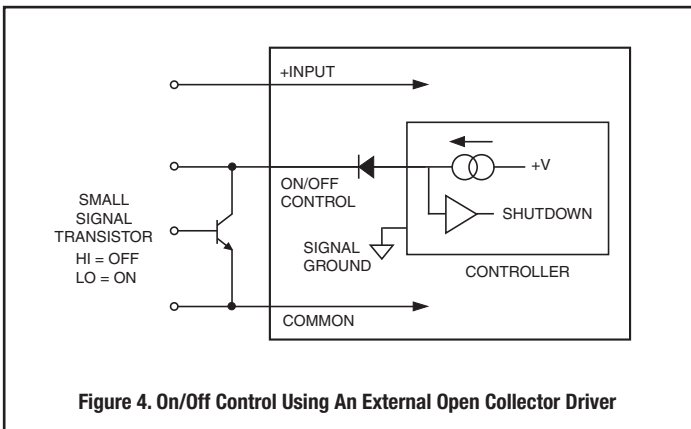 +INPUT
ON/OFF
CONTROL
+V
SHUTDOWN
SMALL
SIGNAL
TRANSISTOR
HI = OFF
LO = ON
SIGNAL
GROUND
CONTROLLER
COMMON
Figure 4. On/Off Control Using An External Open Collector Driver